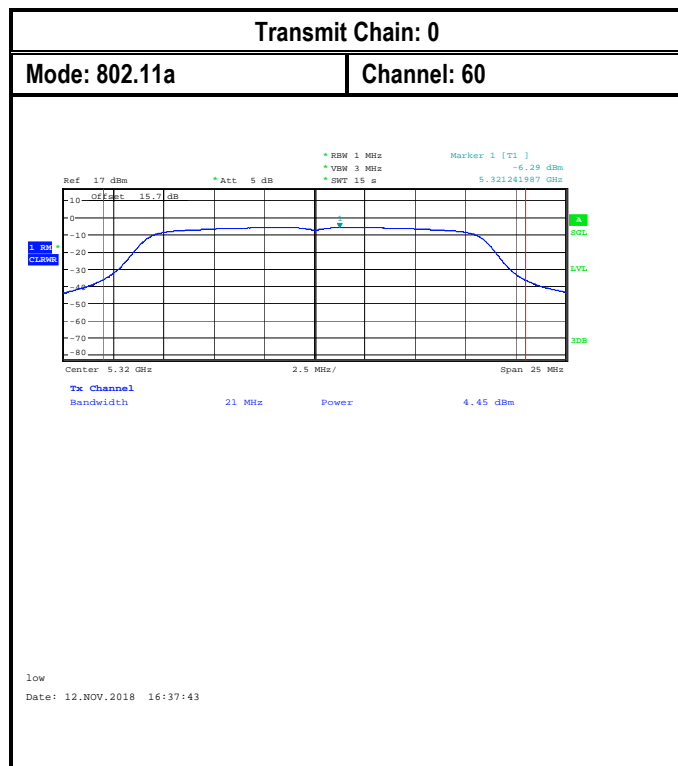 Transmit Chain: 0
Mode: 802.11a Channel: 60
* RBW 1 MHz Marker 1 [T1 ]
* VBW 3 MHz -6.29 dBm
Ref 17 dBm * Att 5 dB * SWT 15 s 5.321241987 GHz
Offset 15.7 dB
10
0
-10
-20
-30
-40
-50
-60
-70
-80
1
1 RM *
CLRWR
A
SGL
LVL
3DB
Center 5.32 GHz 2.5 MHz/ Span 25 MHz
Tx Channel
Bandwidth 21 MHz Power 4.45 dBm
low
Date: 12.NOV.2018 16:37:43